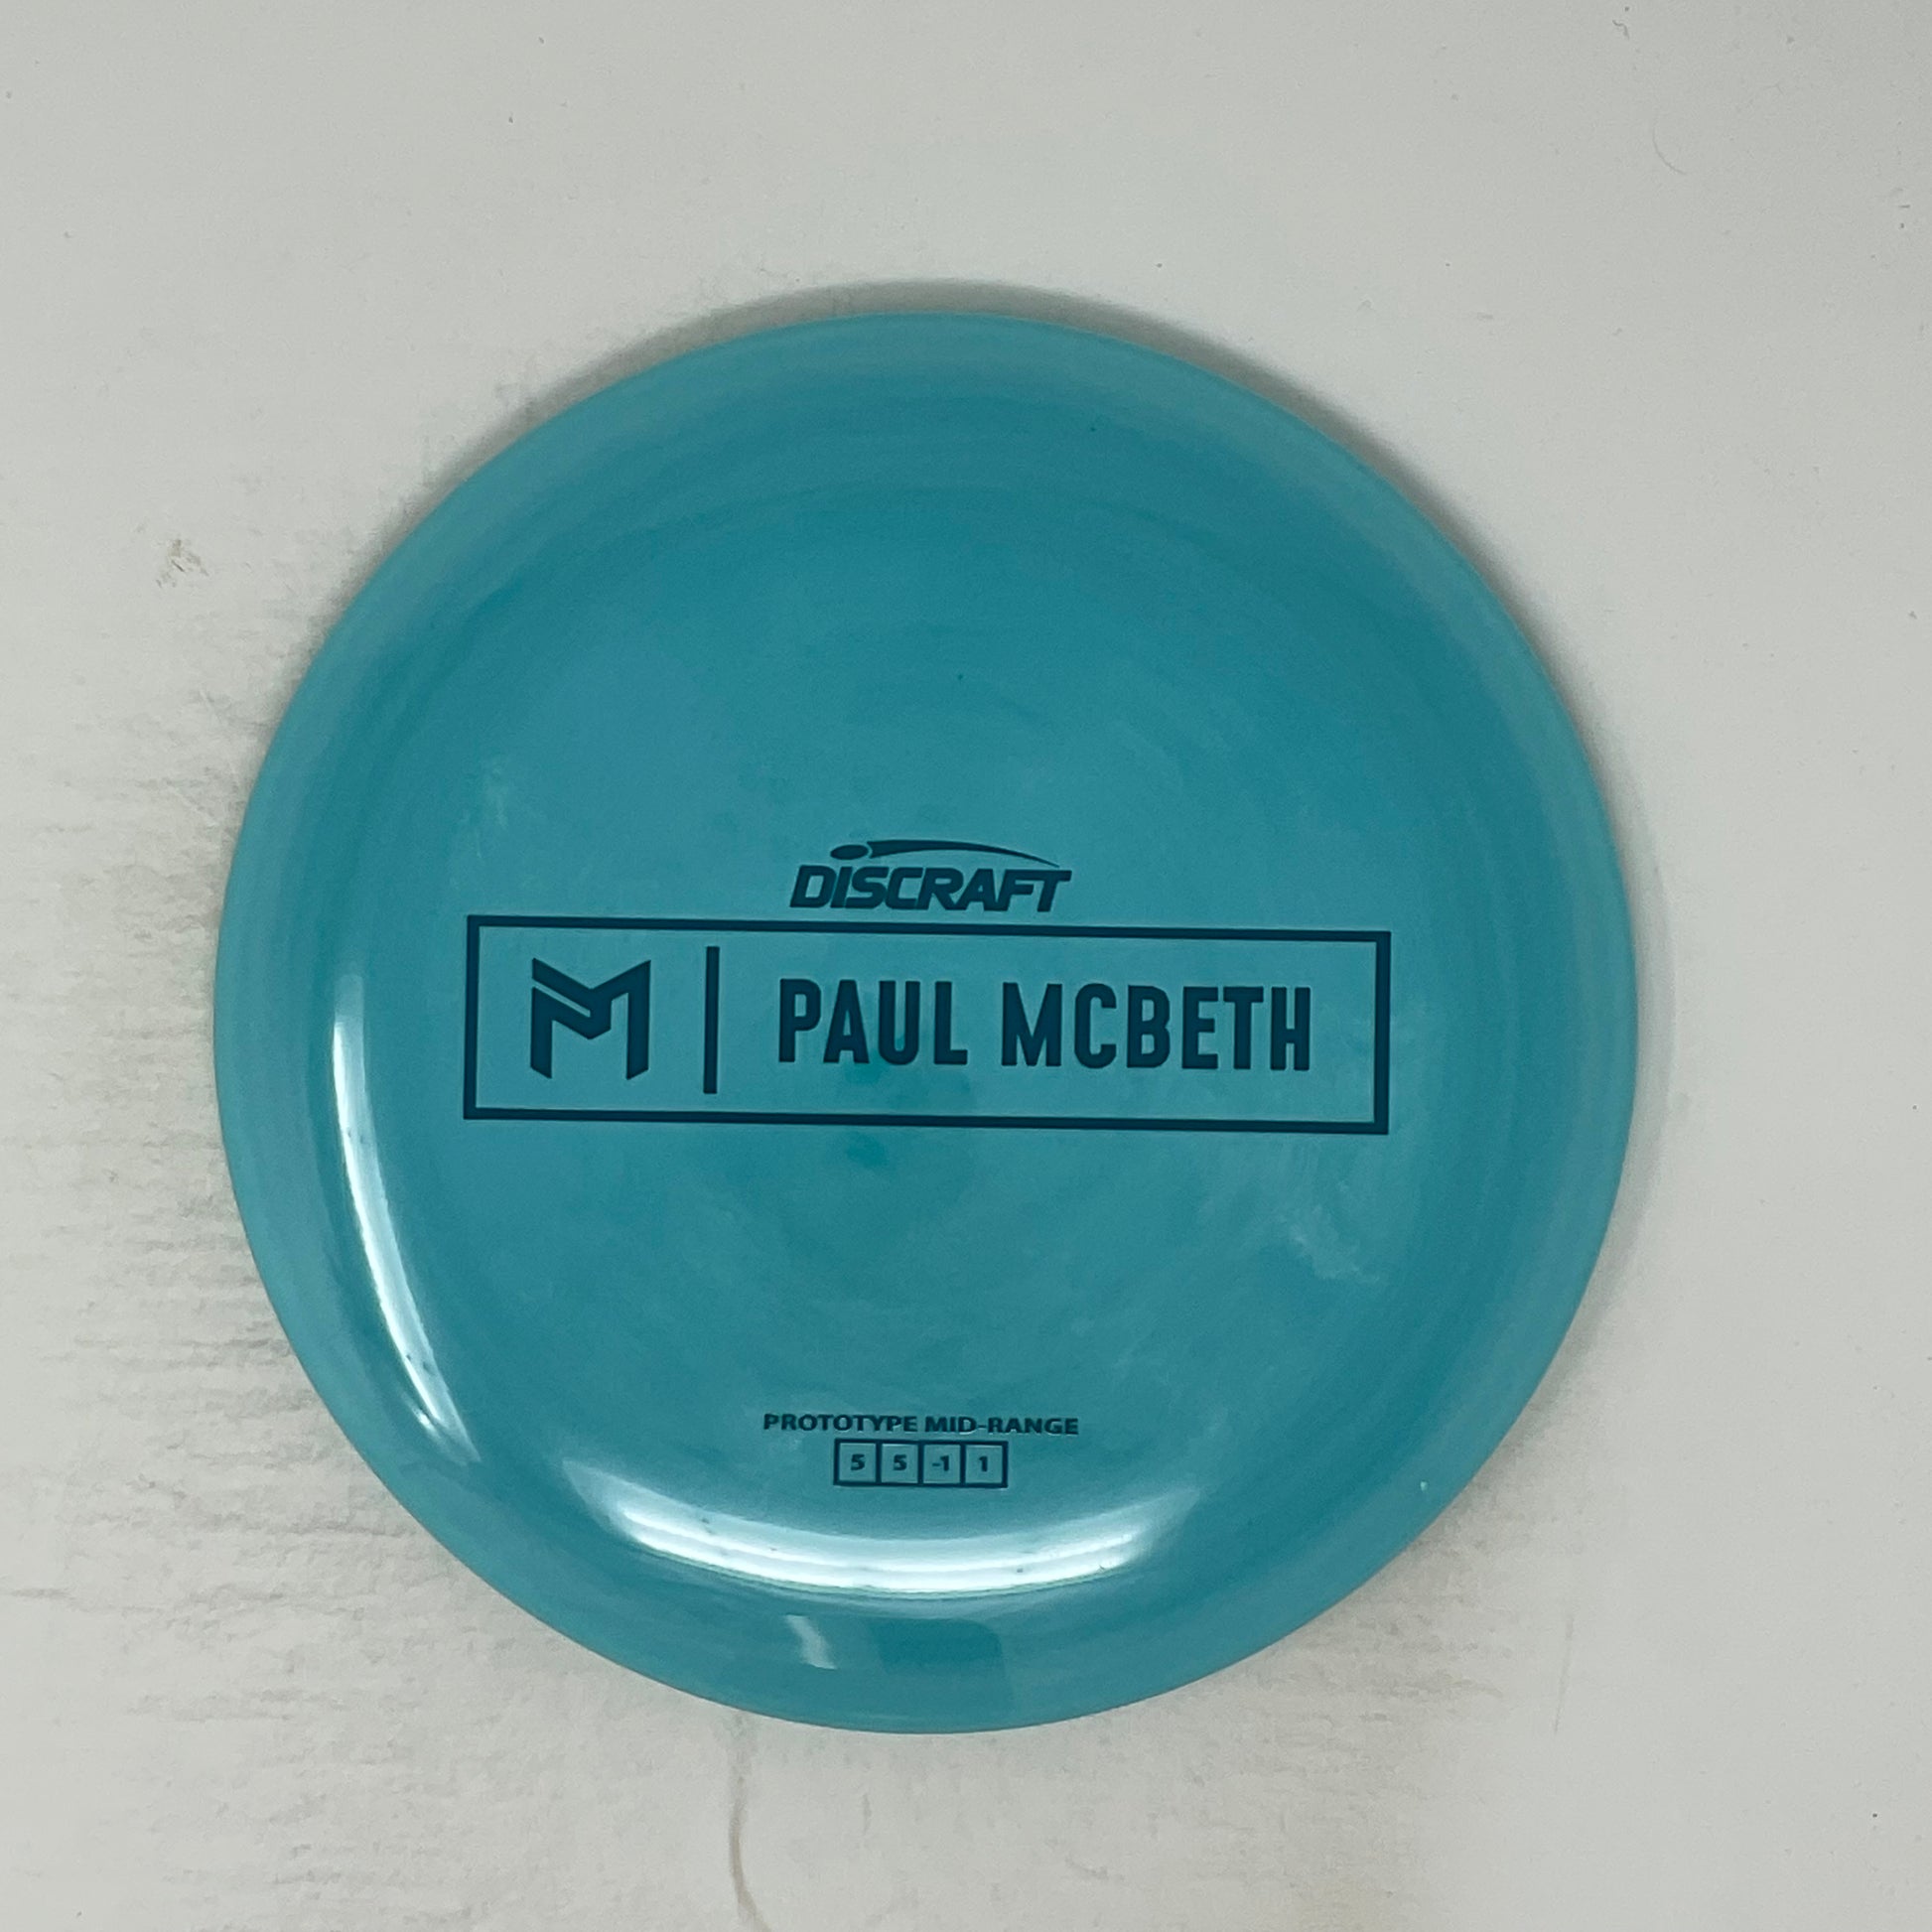 DISCRAFT
M | PAUL MCBETH
PROTOTYPE MID-RANGE
5 5 -1 1